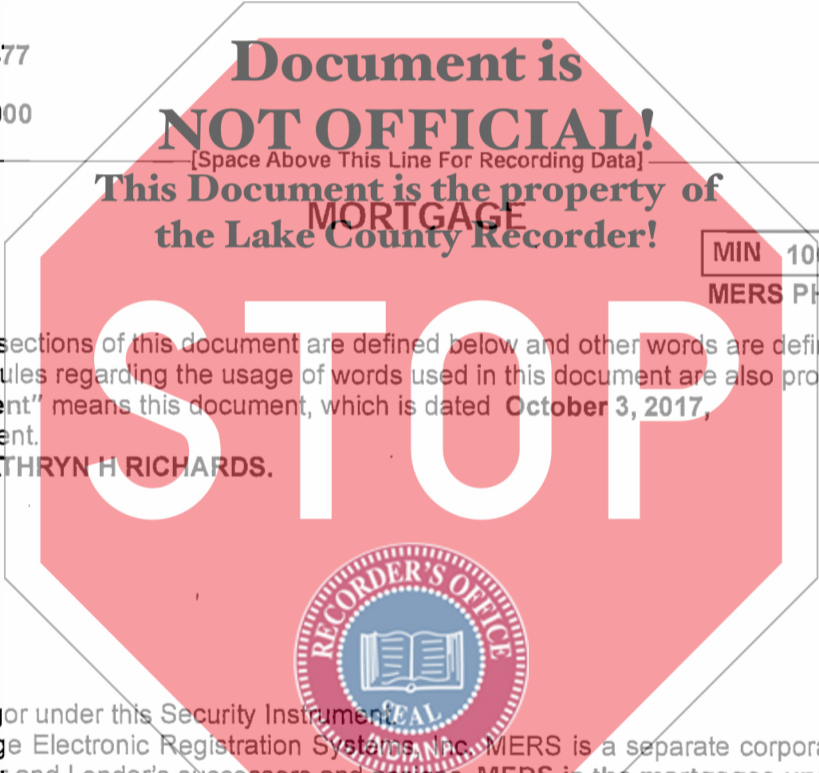 Document is
77
NOT OFFICIAL!
00
[Space Above This Line For Recording Data]
This Document is the property of
MORTGAGE
the Lake County Recorder!
MIN 10
MERS PH
sections of this document are defined below and other words are defi
ules regarding the usage of words used in this document are also pro
ent" means this document, which is dated October 3, 2017,
ent.
THRYN H RICHARDS.
STOP
RECORDER'S OFFICE
SEAL
INDIANA
or under this Security Instrument.
ge Electronic Registration Systems, Inc. MERS is a separate corpora